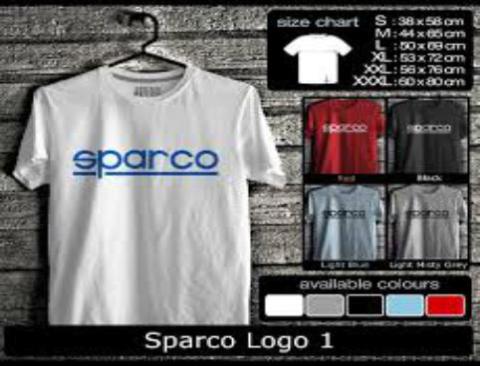 sparco
size chart
S : 38 x 58 cm
M : 44 x 65 cm
L : 50 x 69 cm
XL : 53 x 72 cm
XXL : 56 x 76 cm
XXXL : 60 x 80 cm
sparco
sparco
Red
Black
sparco
sparco
Light Blue
Light Misty Grey
available colours
Sparco Logo 1